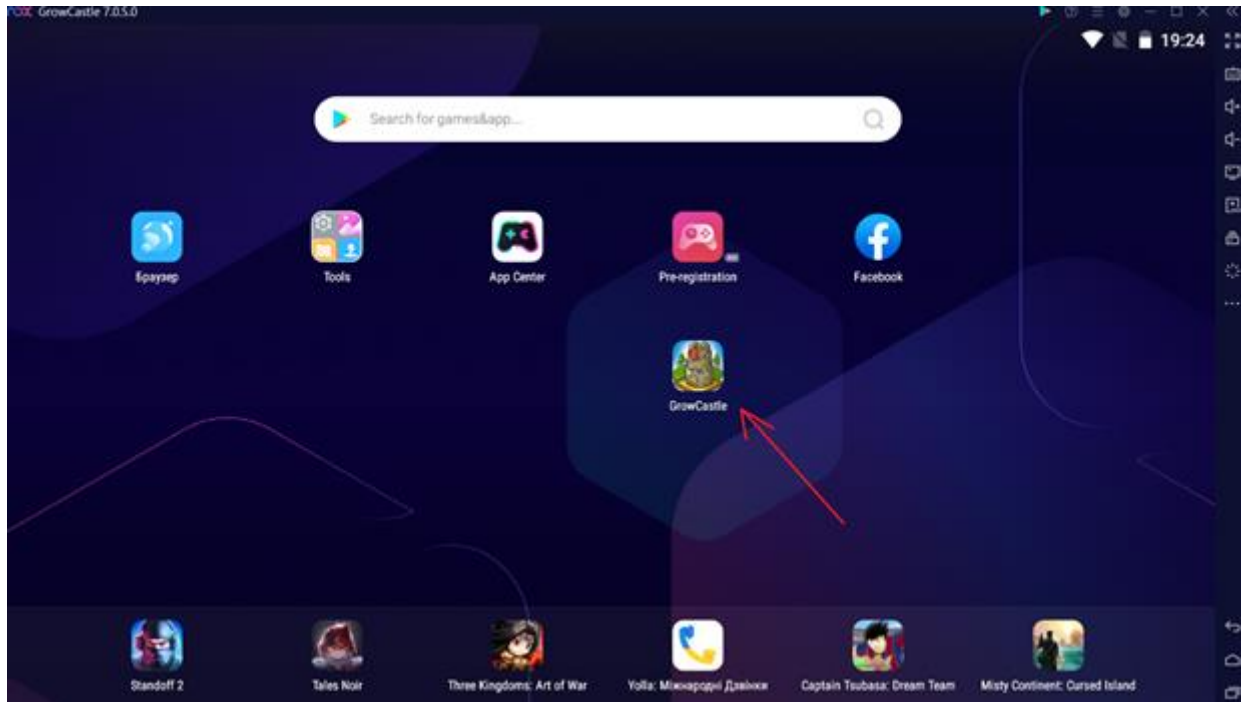 nox GrowCastle 7.0.5.0
19:24
Search for games&app...
Браузер
Tools
App Center
Pre-registration
Facebook
GrowCastle
Standoff 2
Tales Noir
Three Kingdoms: Art of War
Yolla: Міжнародні Дзвінки
Captain Tsubasa: Dream Team
Misty Continent: Cursed Island